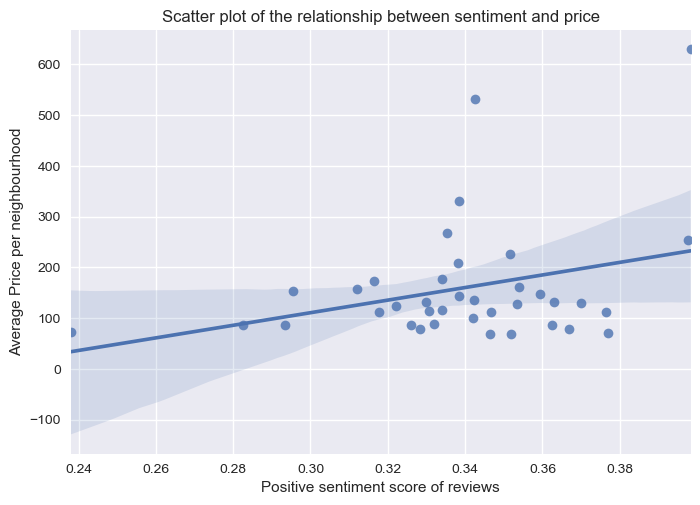 Scatter plot of the relationship between sentiment and price
600
500
400
300
200
100
0
−100
Average Price per neighbourhood
0.24 0.26 0.28 0.30 0.32 0.34 0.36 0.38
Positive sentiment score of reviews